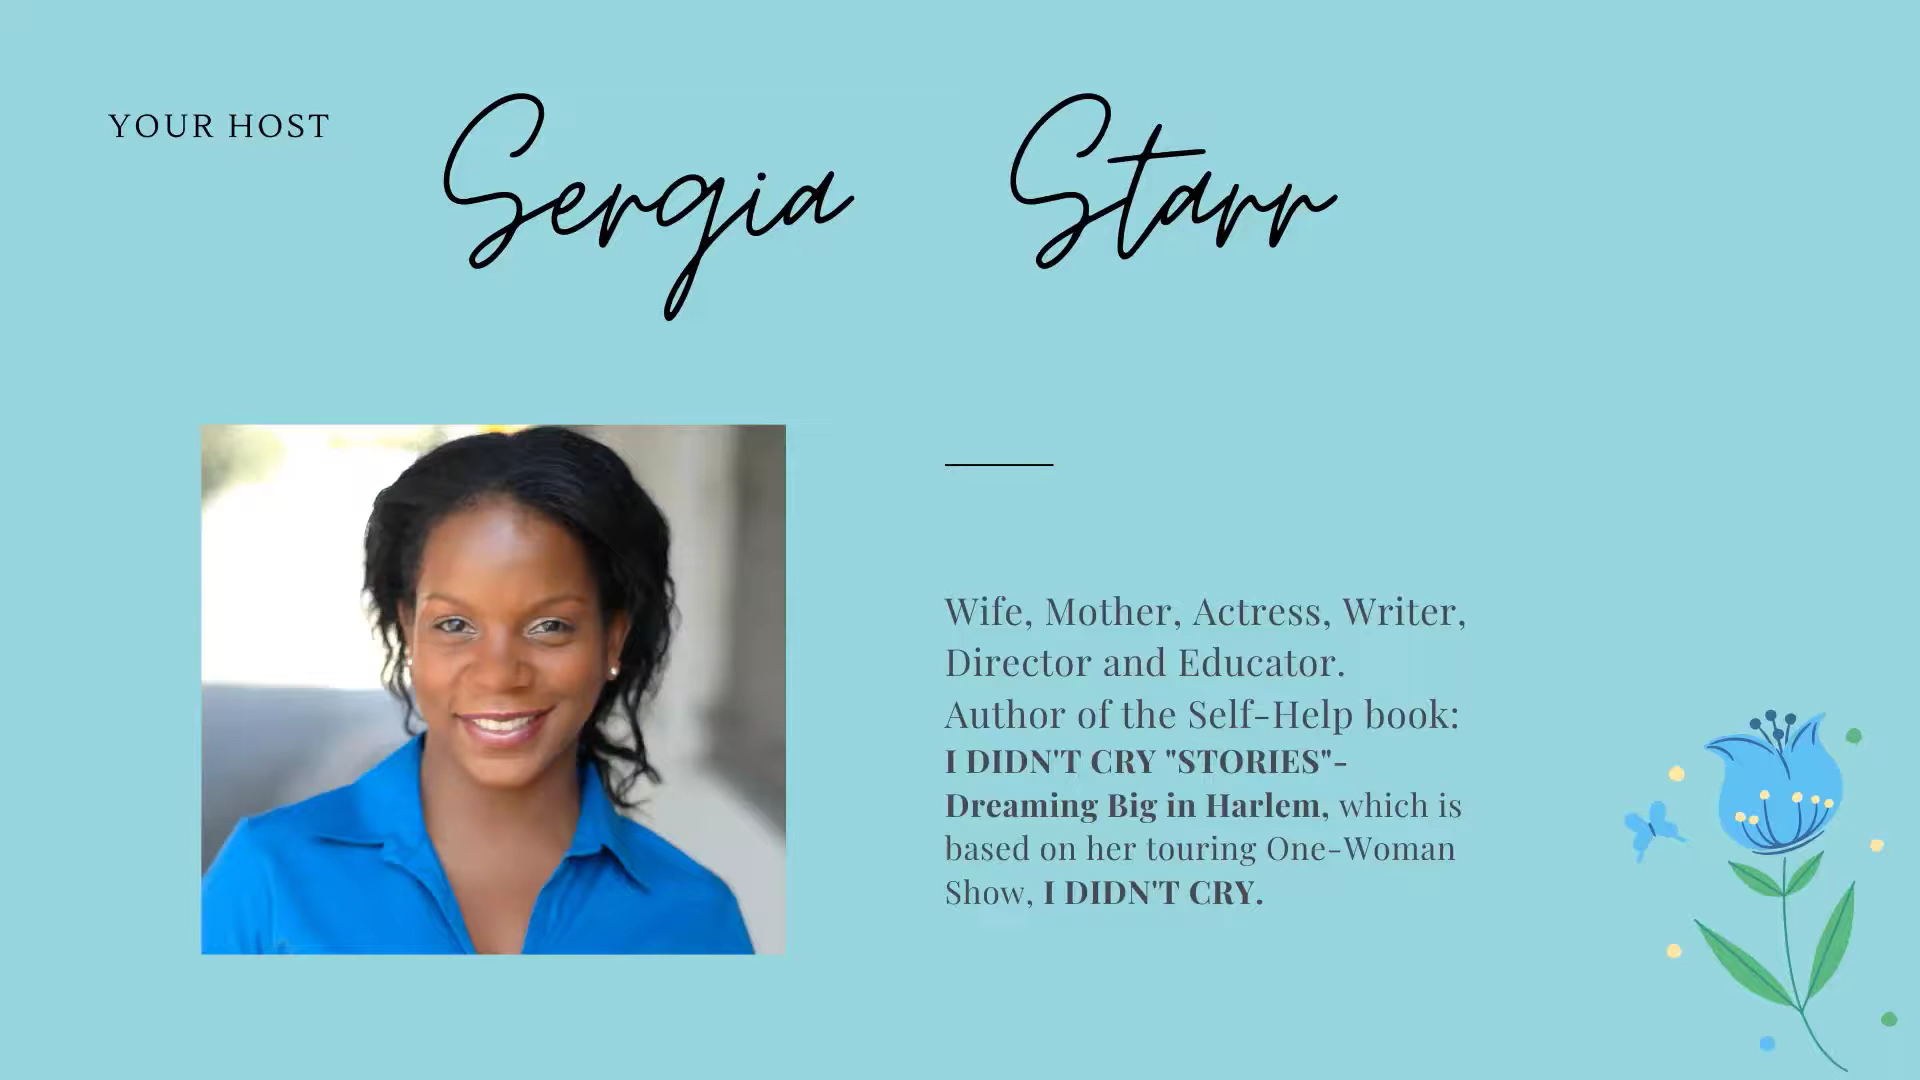 YOUR HOST
Sergia Starr
Wife, Mother, Actress, Writer,
Director and Educator.
Author of the Self-Help book:
I DIDN'T CRY "STORIES"-
Dreaming Big in Harlem, which is
based on her touring One-Woman
Show, I DIDN'T CRY.